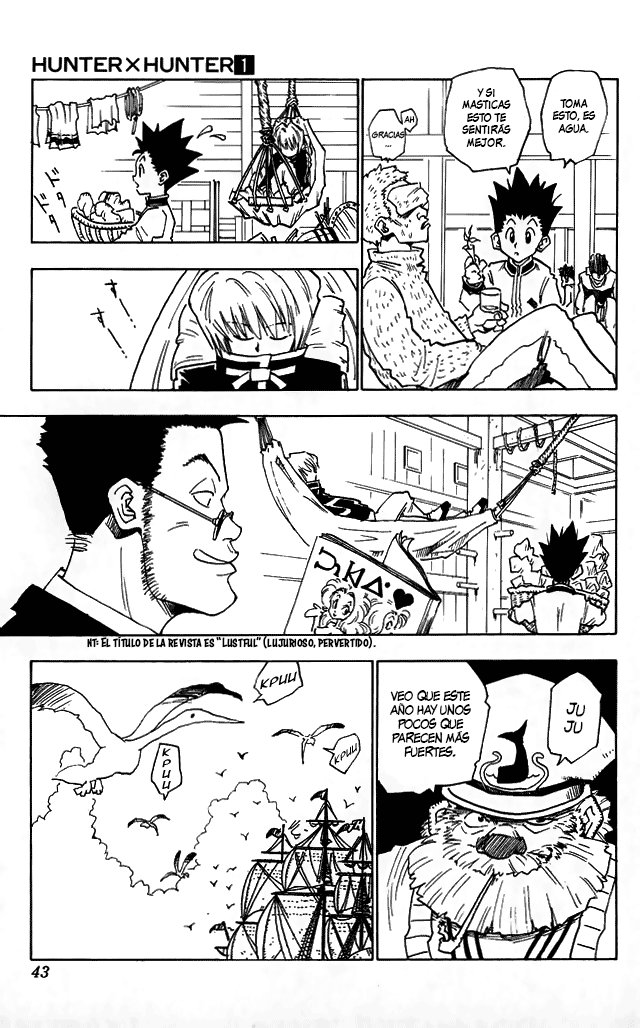 HUNTER×HUNTER 1
TOMA
ESTO, ES
AGUA.
Y SI
MASTICAS
ESTO TE
SENTIRÁS
MEJOR.
AH
GRACIAS
...
NT: EL TÍTULO DE LA REVISTA ES "LUSTFUL" (LUJURIOSO, PERVERTIDO).
JU
JU
VEO QUE ESTE
AÑO HAY UNOS
POCOS QUE
PARECEN MÁS
FUERTES.
KPUU
KPUU
KPUU
43